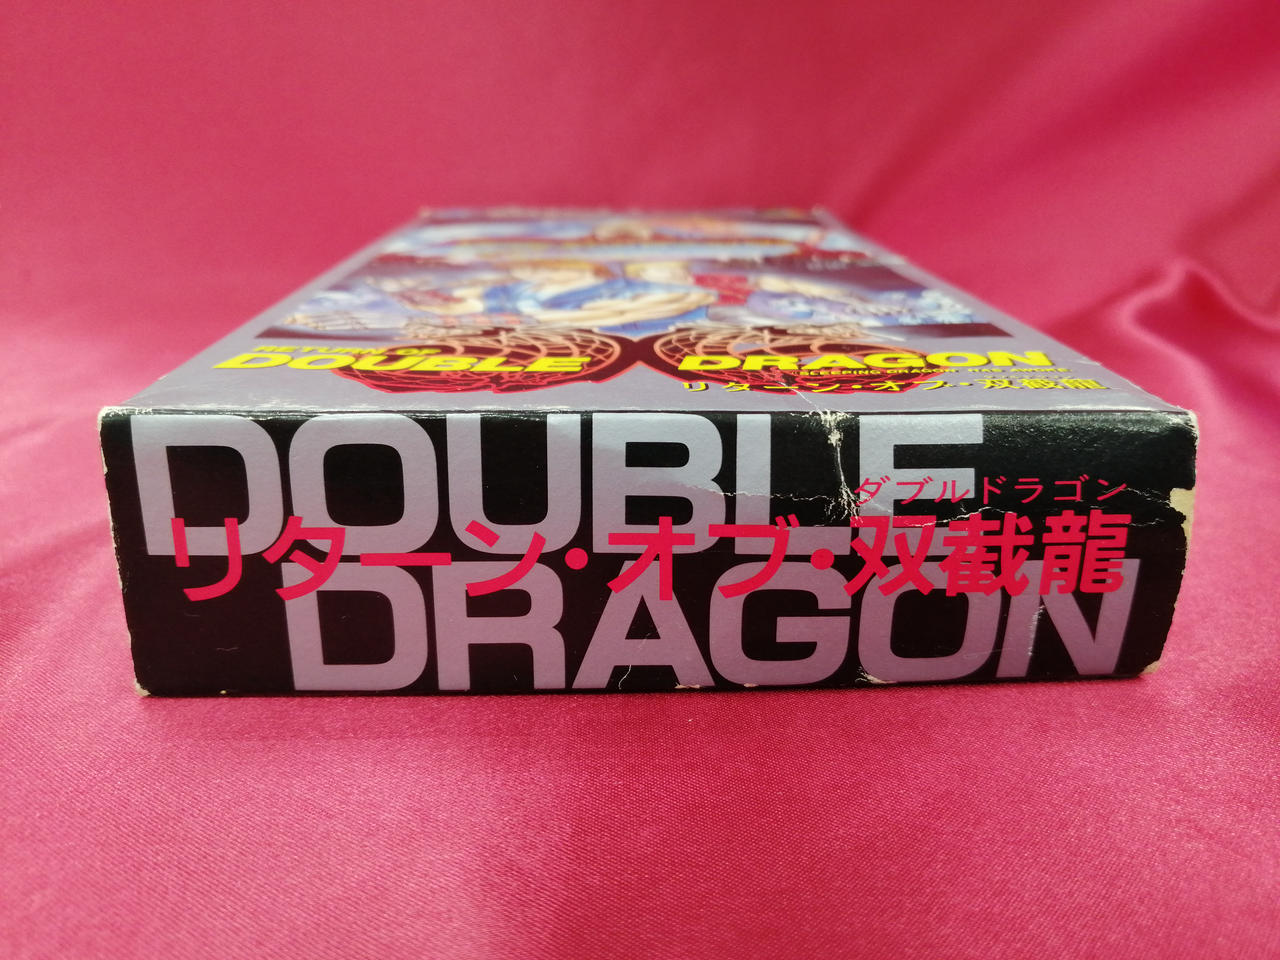 RETURN OF
DOUBLE DRAGON
SLEEPING DRAGON HAS AWOKE
リターン・オブ・双截龍
DOUBLE
ダブルドラゴン
リターン・オブ・双截龍
DRAGON